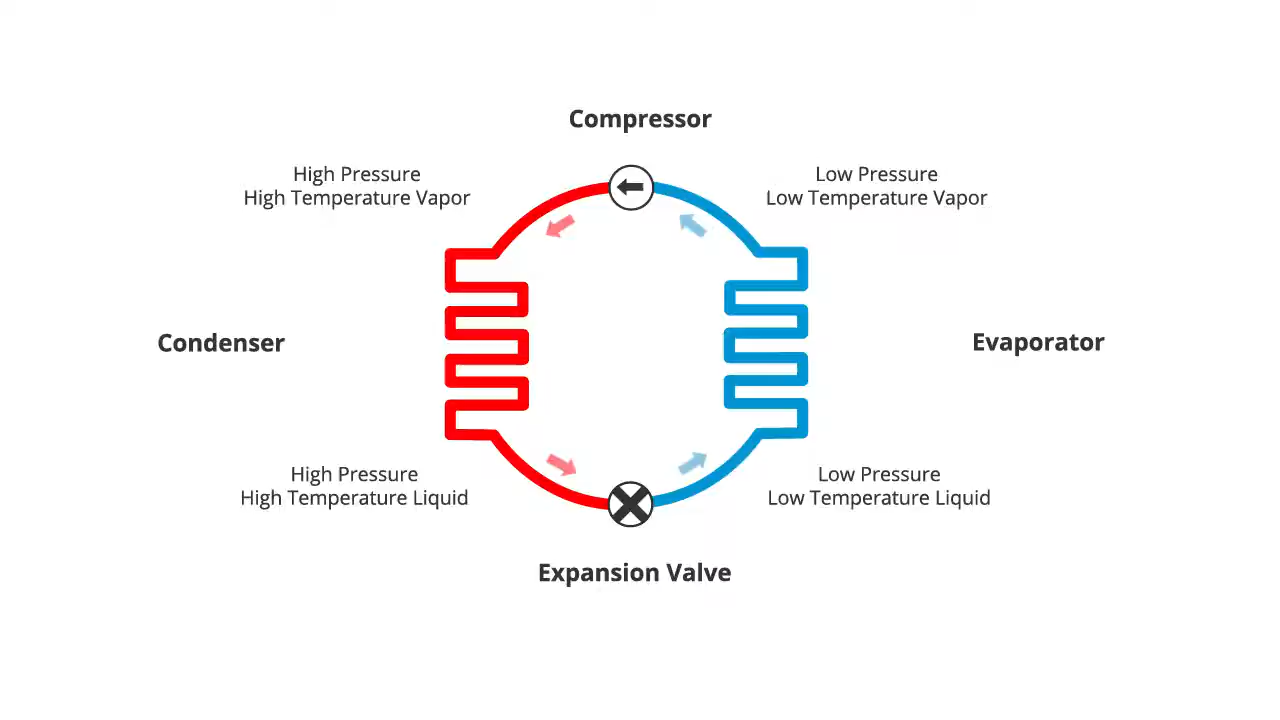 Compressor
High Pressure
High Temperature Vapor
Low Pressure
Low Temperature Vapor
Condenser
Evaporator
High Pressure
High Temperature Liquid
Low Pressure
Low Temperature Liquid
Expansion Valve